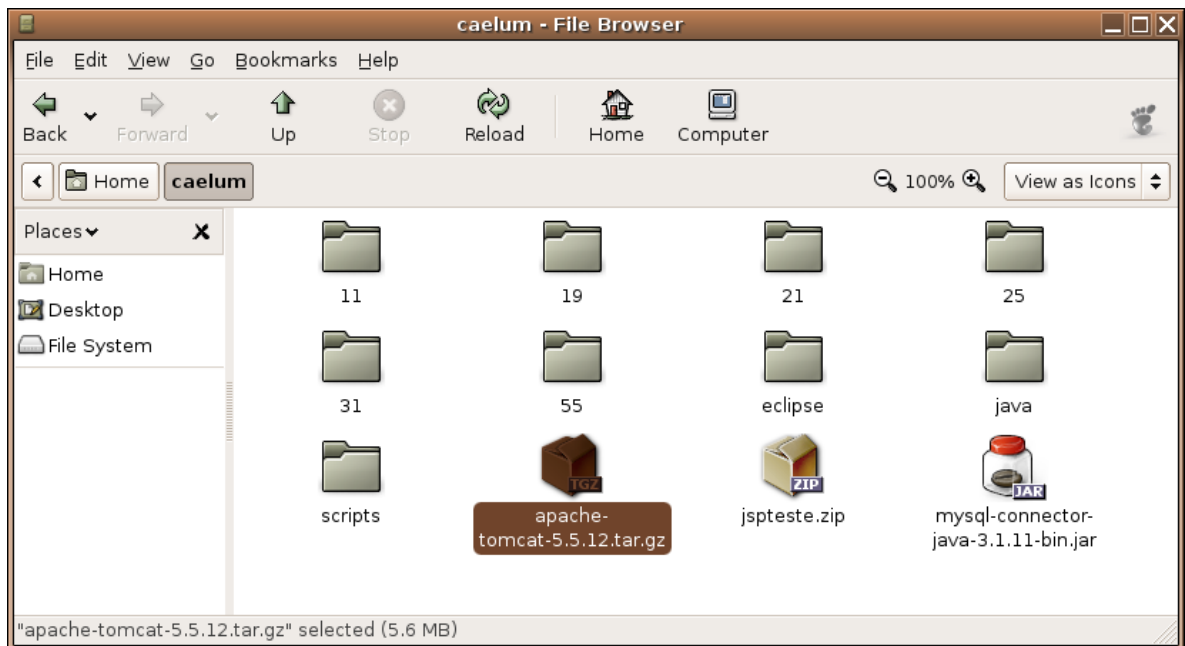 caelum - File Browser
File Edit View Go Bookmarks Help
Back Forward Up Stop Reload Home Computer
Home caelum 100% View as Icons
Places
Home
Desktop
File System
11 19 21 25
31 55 eclipse java
TGZ ZIP JAR
scripts apache- jspteste.zip mysql-connector-
tomcat-5.5.12.tar.gz java-3.1.11-bin.jar
"apache-tomcat-5.5.12.tar.gz" selected (5.6 MB)